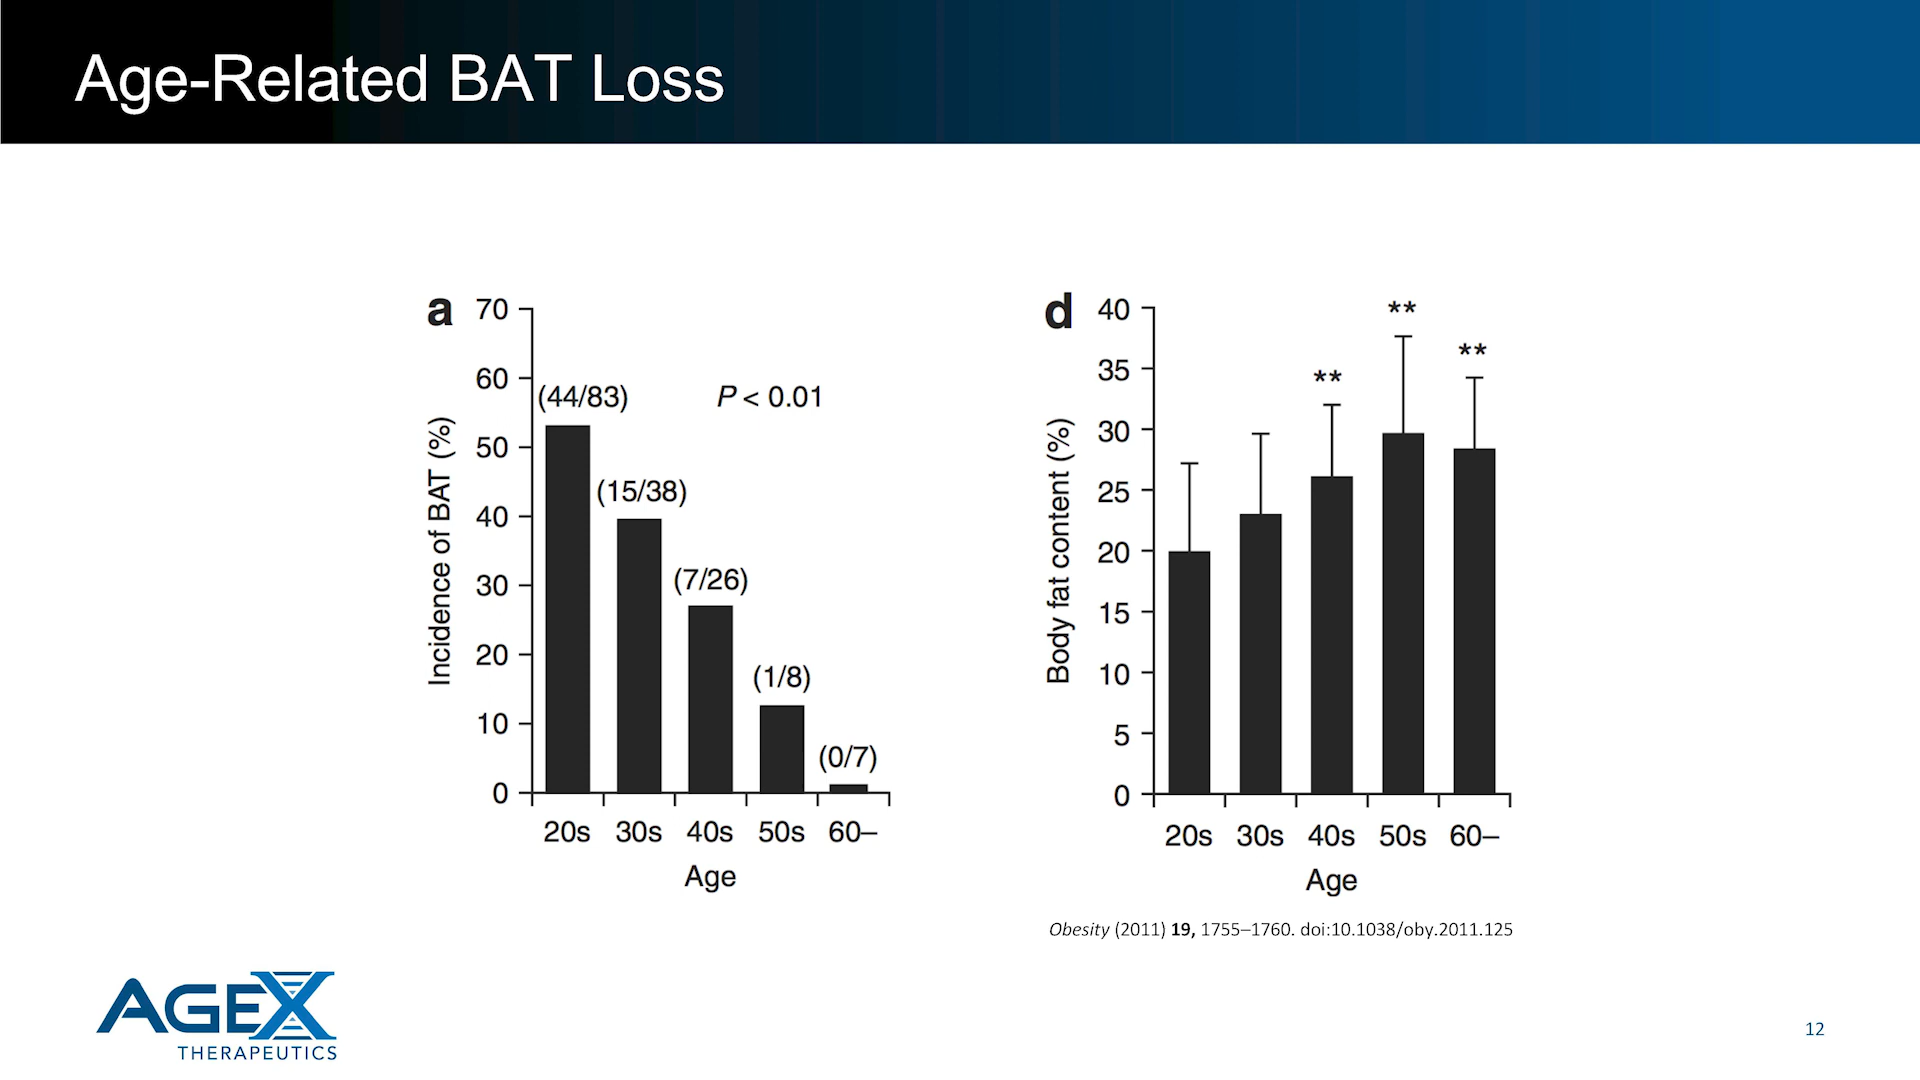 Age-Related BAT Loss
a
Incidence of BAT (%)
70
60
50
40
30
20
10
0
(44/83)
(15/38)
(7/26)
(1/8)
(0/7)
P < 0.01
20s 30s 40s 50s 60–
Age
d
Body fat content (%)
40
35
30
25
20
15
10
5
0
**
**
**
20s 30s 40s 50s 60–
Age
Obesity (2011) 19, 1755–1760. doi:10.1038/oby.2011.125
AGEX
THERAPEUTICS
12